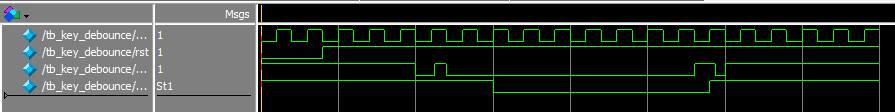 Msgs
/tb_key_debounce/... 1
/tb_key_debounce/rst 1
/tb_key_debounce/... 1
/tb_key_debounce/... St1